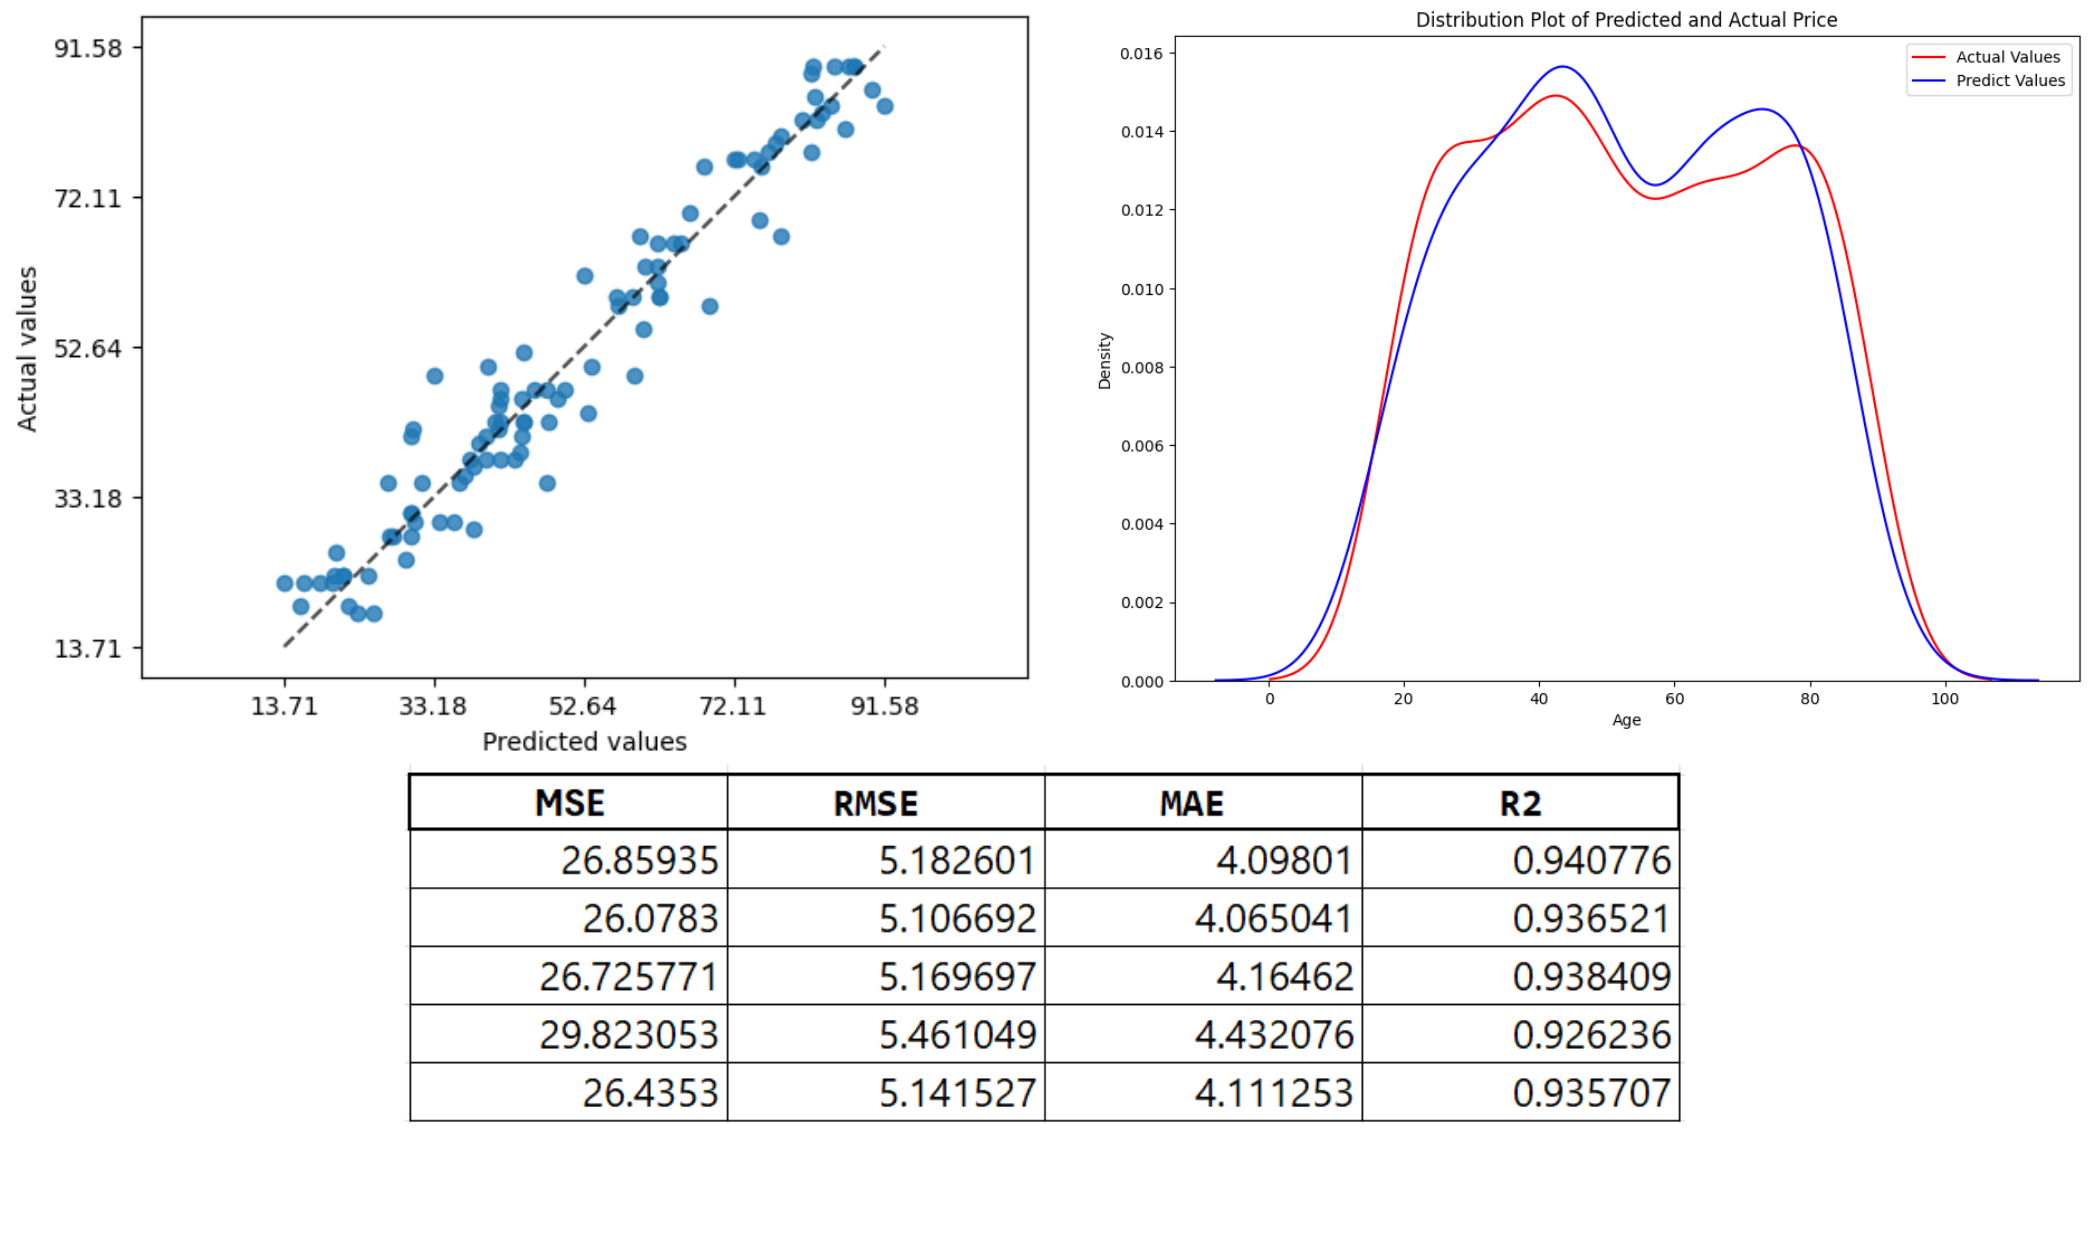 91.58
72.11
52.64
33.18
13.71
Actual values
13.71 33.18 52.64 72.11 91.58
Predicted values
Distribution Plot of Predicted and Actual Price
Actual Values
Predict Values
0.016
0.014
0.012
0.010
0.008
0.006
0.004
0.002
0.000
Density
0 20 40 60 80 100
Age
MSE RMSE MAE R2
26.85935 5.182601 4.09801 0.940776
26.0783 5.106692 4.065041 0.936521
26.725771 5.169697 4.16462 0.938409
29.823053 5.461049 4.432076 0.926236
26.4353 5.141527 4.111253 0.935707